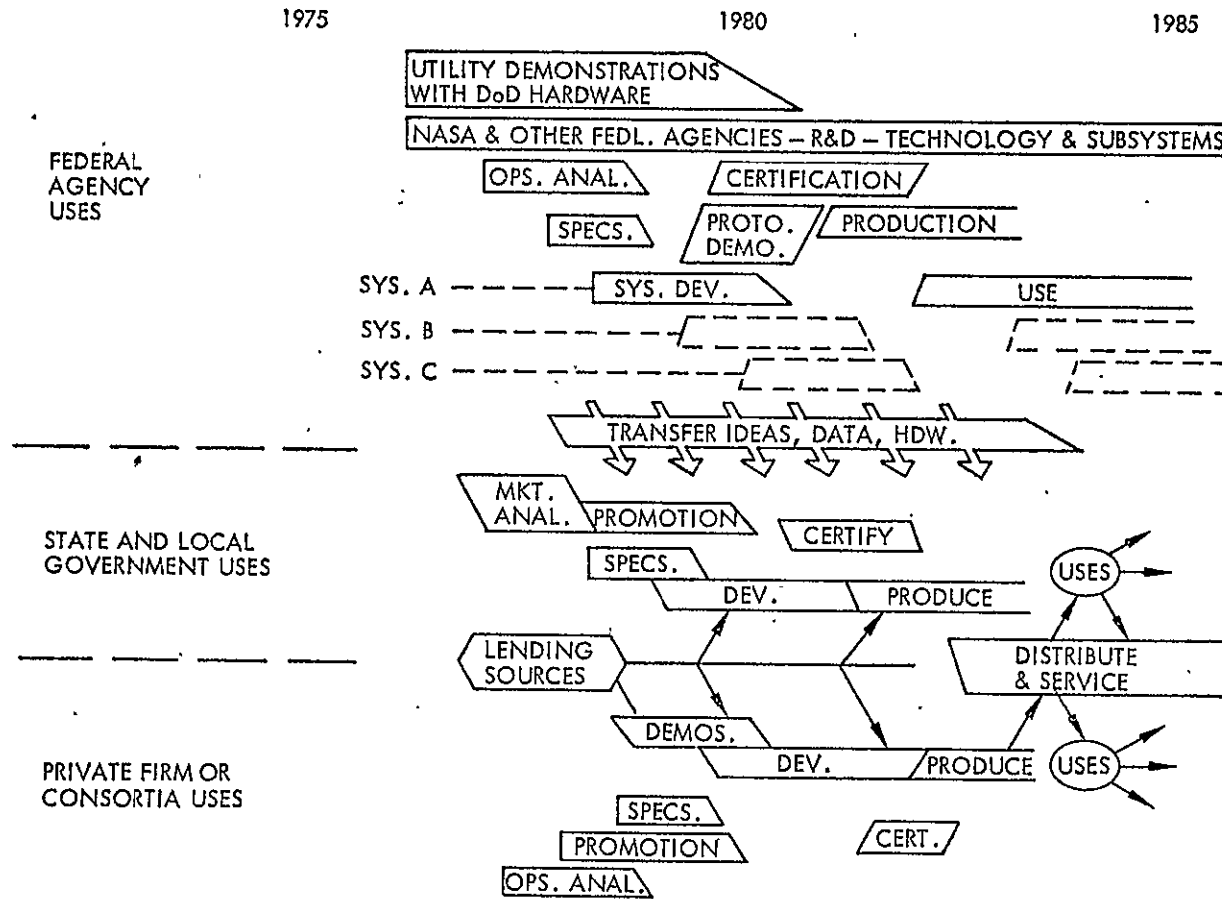 1975 1980 1985
UTILITY DEMONSTRATIONS
WITH DoD HARDWARE
NASA & OTHER FEDL. AGENCIES – R&D – TECHNOLOGY & SUBSYSTEMS
FEDERAL
AGENCY
USES
OPS. ANAL.
CERTIFICATION
SPECS.
PROTO.
DEMO.
PRODUCTION
SYS. A
SYS. DEV.
USE
SYS. B
SYS. C
TRANSFER IDEAS, DATA, HDW.
STATE AND LOCAL
GOVERNMENT USES
MKT.
ANAL.
PROMOTION
CERTIFY
SPECS.
DEV.
PRODUCE
USES
LENDING
SOURCES
DISTRIBUTE
& SERVICE
PRIVATE FIRM OR
CONSORTIA USES
DEMOS.
DEV.
PRODUCE
USES
SPECS.
PROMOTION
CERT.
OPS. ANAL.